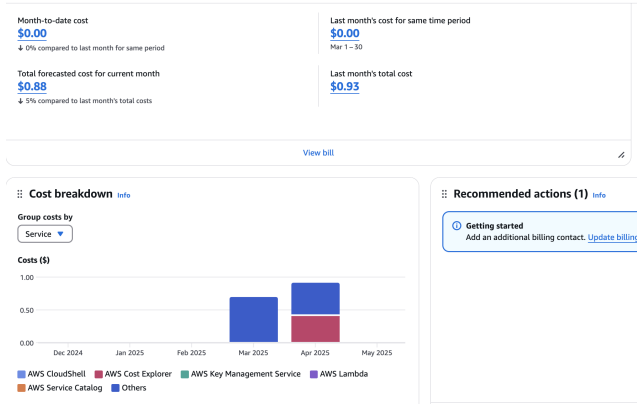 Month-to-date cost
$0.00
↓ 0% compared to last month for same period
Last month's cost for same time period
$0.00
Mar 1 – 30
Total forecasted cost for current month
$0.88
↓ 5% compared to last month's total costs
Last month's total cost
$0.93
View bill
Cost breakdown Info
Group costs by
Service
Costs ($)
1.00
0.50
0.00
Dec 2024 Jan 2025 Feb 2025 Mar 2025 Apr 2025 May 2025
AWS CloudShell AWS Cost Explorer AWS Key Management Service AWS Lambda
AWS Service Catalog Others
Recommended actions (1) Info
Getting started
Add an additional billing contact. Update billing